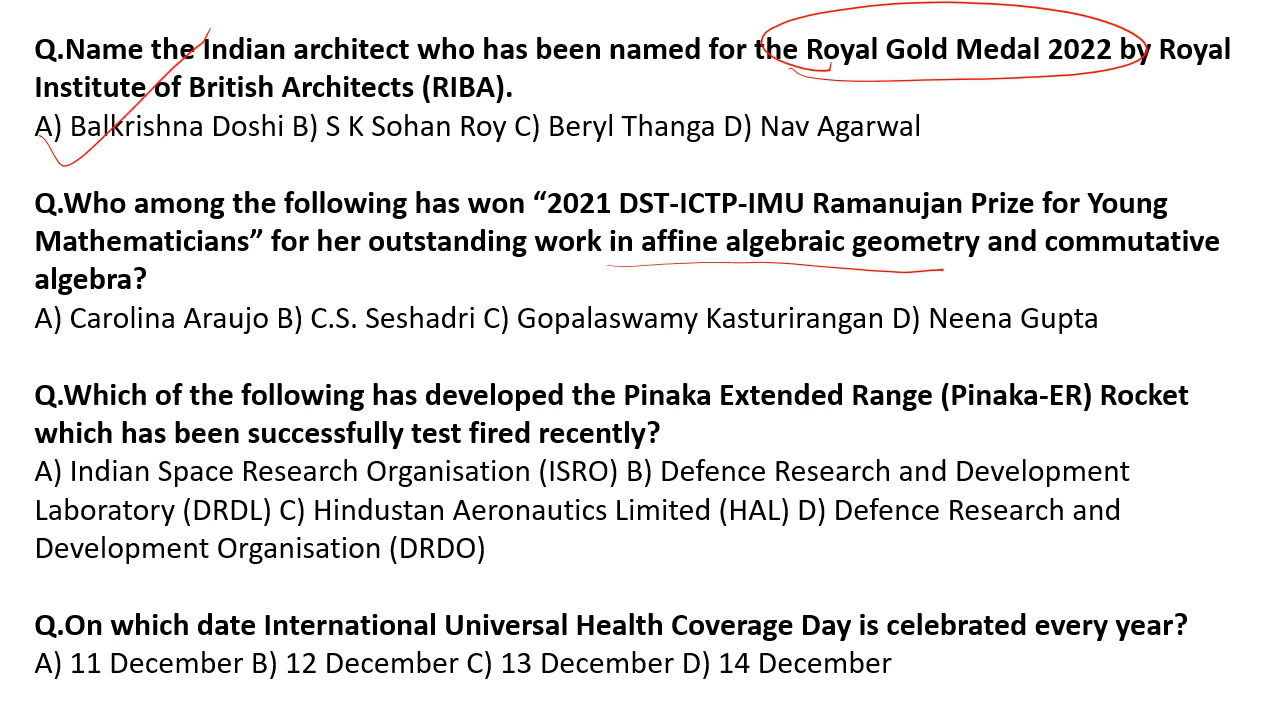 Q.Name the Indian architect who has been named for the Royal Gold Medal 2022 by Royal
Institute of British Architects (RIBA).
A) Balkrishna Doshi B) S K Sohan Roy C) Beryl Thanga D) Nav Agarwal
Q.Who among the following has won “2021 DST-ICTP-IMU Ramanujan Prize for Young
Mathematicians” for her outstanding work in affine algebraic geometry and commutative
algebra?
A) Carolina Araujo B) C.S. Seshadri C) Gopalaswamy Kasturirangan D) Neena Gupta
Q.Which of the following has developed the Pinaka Extended Range (Pinaka-ER) Rocket
which has been successfully test fired recently?
A) Indian Space Research Organisation (ISRO) B) Defence Research and Development
Laboratory (DRDL) C) Hindustan Aeronautics Limited (HAL) D) Defence Research and
Development Organisation (DRDO)
Q.On which date International Universal Health Coverage Day is celebrated every year?
A) 11 December B) 12 December C) 13 December D) 14 December